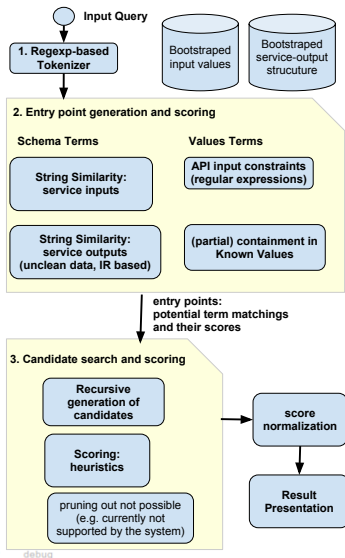 Input Query
1. Regexp-based
Tokenizer
Bootstraped
input values
Bootstraped
service-output
strucuture
2. Entry point generation and scoring
Schema Terms
Values Terms
String Similarity:
service inputs
API input constraints
(regular expressions)
String Similarity:
service outputs
(unclean data, IR based)
(partial) containment in
Known Values
entry points:
potential term matchings
and their scores
3. Candidate search and scoring
Recursive
generation of
candidates
Scoring:
heuristics
pruning out not possible
(e.g. currently not
supported by the system)
score
normalization
Result
Presentation
debug